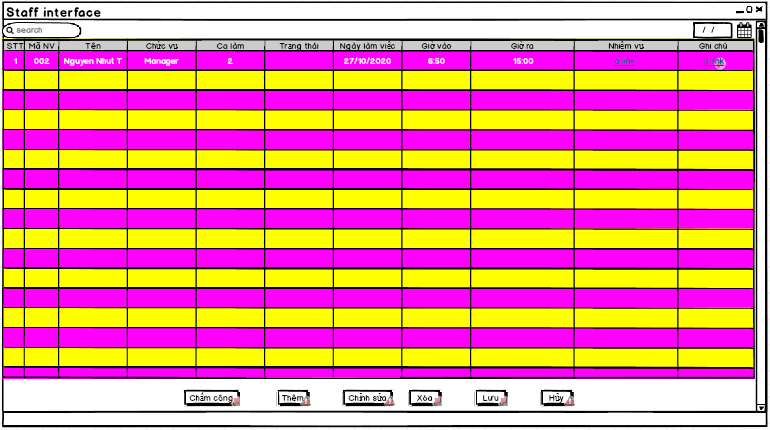 Staff interface
search
/ /
STT Mã NV Tên Chức vụ Ca làm Trạng thái Ngày làm việc Giờ vào Giờ ra Nhiệm vụ Ghi chú
1 002 Nguyen Nhut T Manager 2 27/10/2020 6:50 15:00 a link a link
Chấm công Thêm Chỉnh sửa Xóa Lưu Hủy